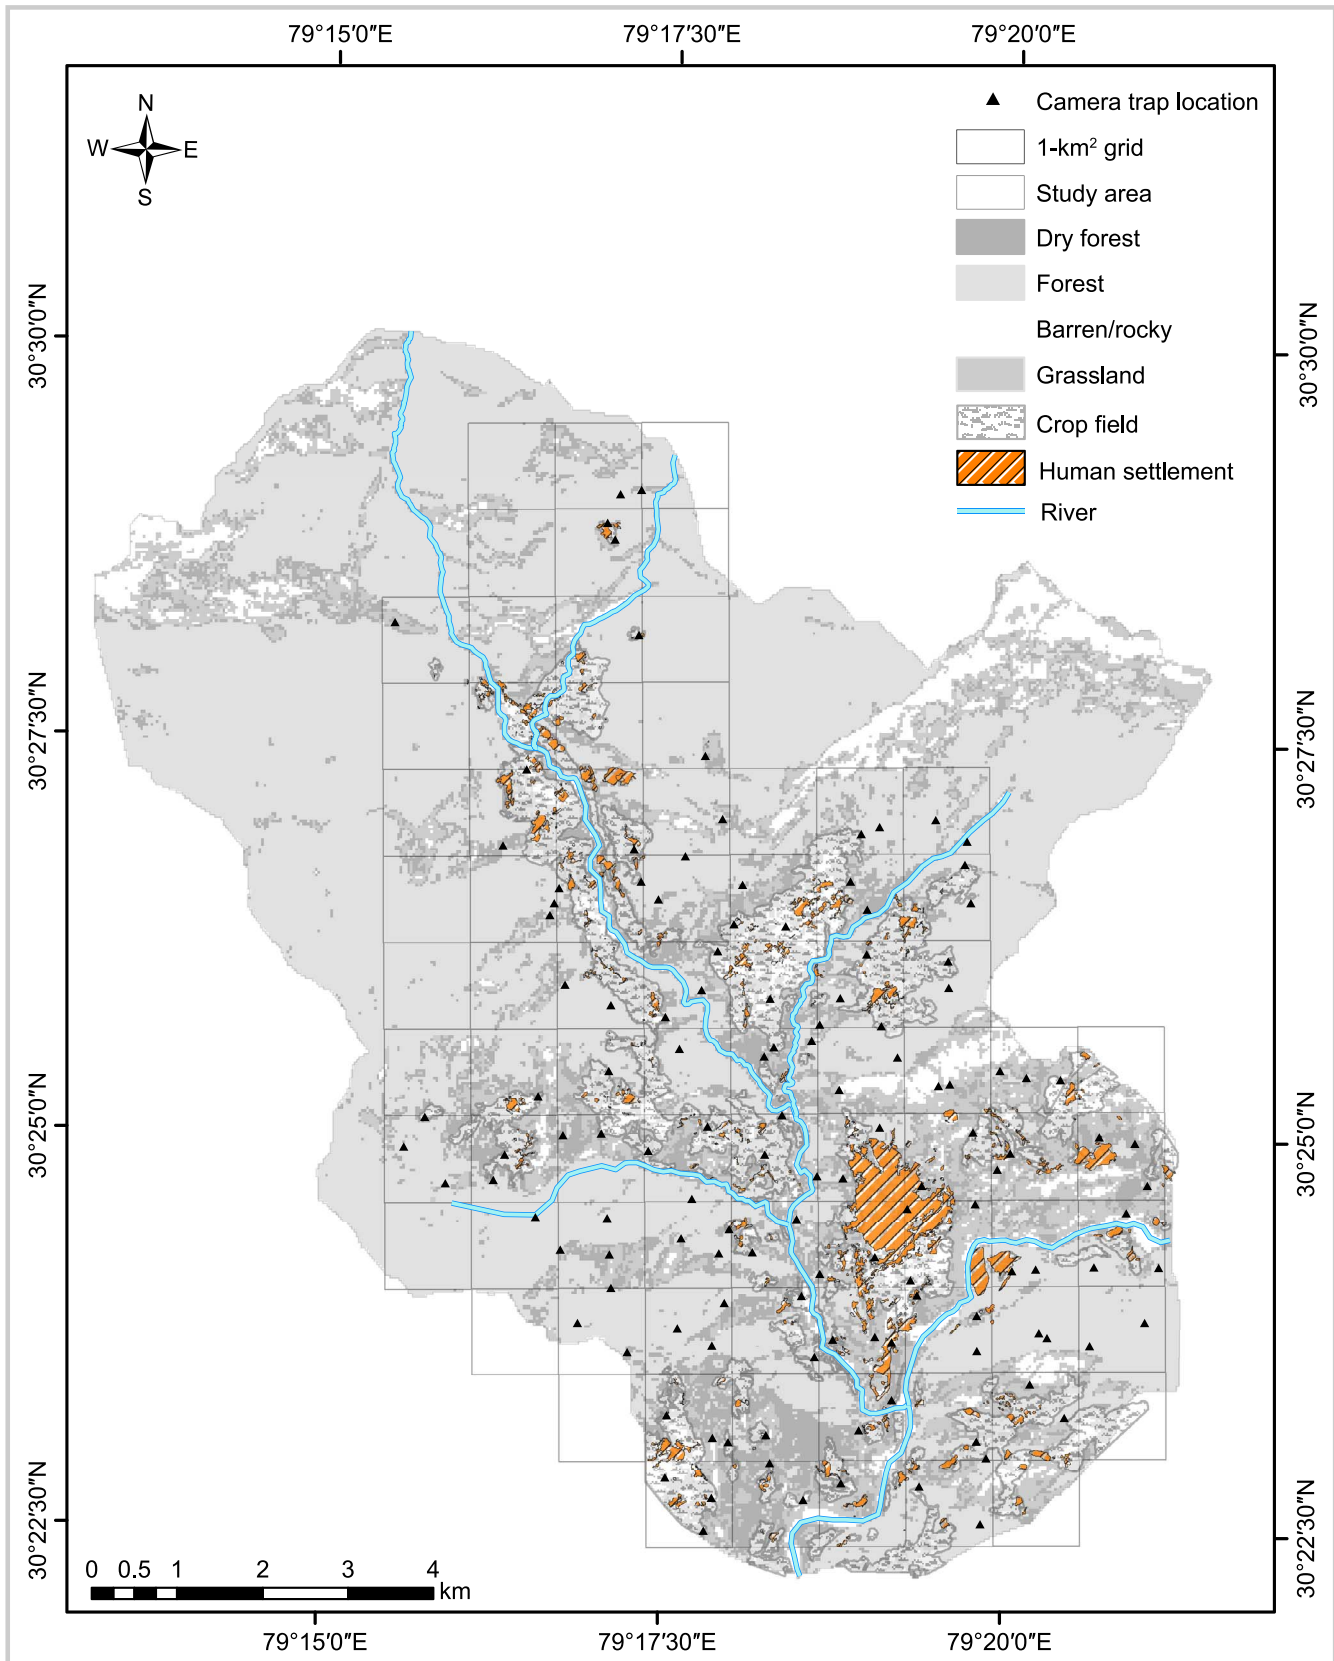 79°15′0″E 79°17′30″E 79°20′0″E
N
W E
S
Camera trap location
1-km² grid
Study area
Dry forest
Forest
Barren/rocky
Grassland
Crop field
Human settlement
River
30°30′0″N
30°30′0″N
30°27′30″N
30°27′30″N
30°25′0″N
30°25′0″N
30°22′30″N
30°22′30″N
0 0.5 1 2 3 4
km
79°15′0″E 79°17′30″E 79°20′0″E